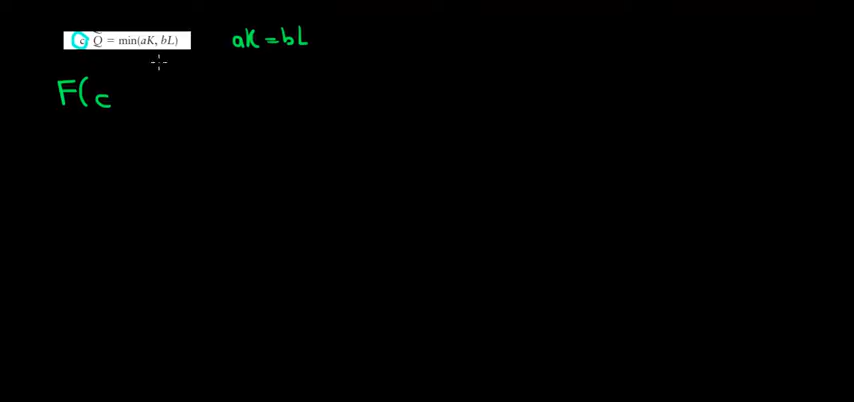 c. Q = min(aK, bL) aK = bL
F( c